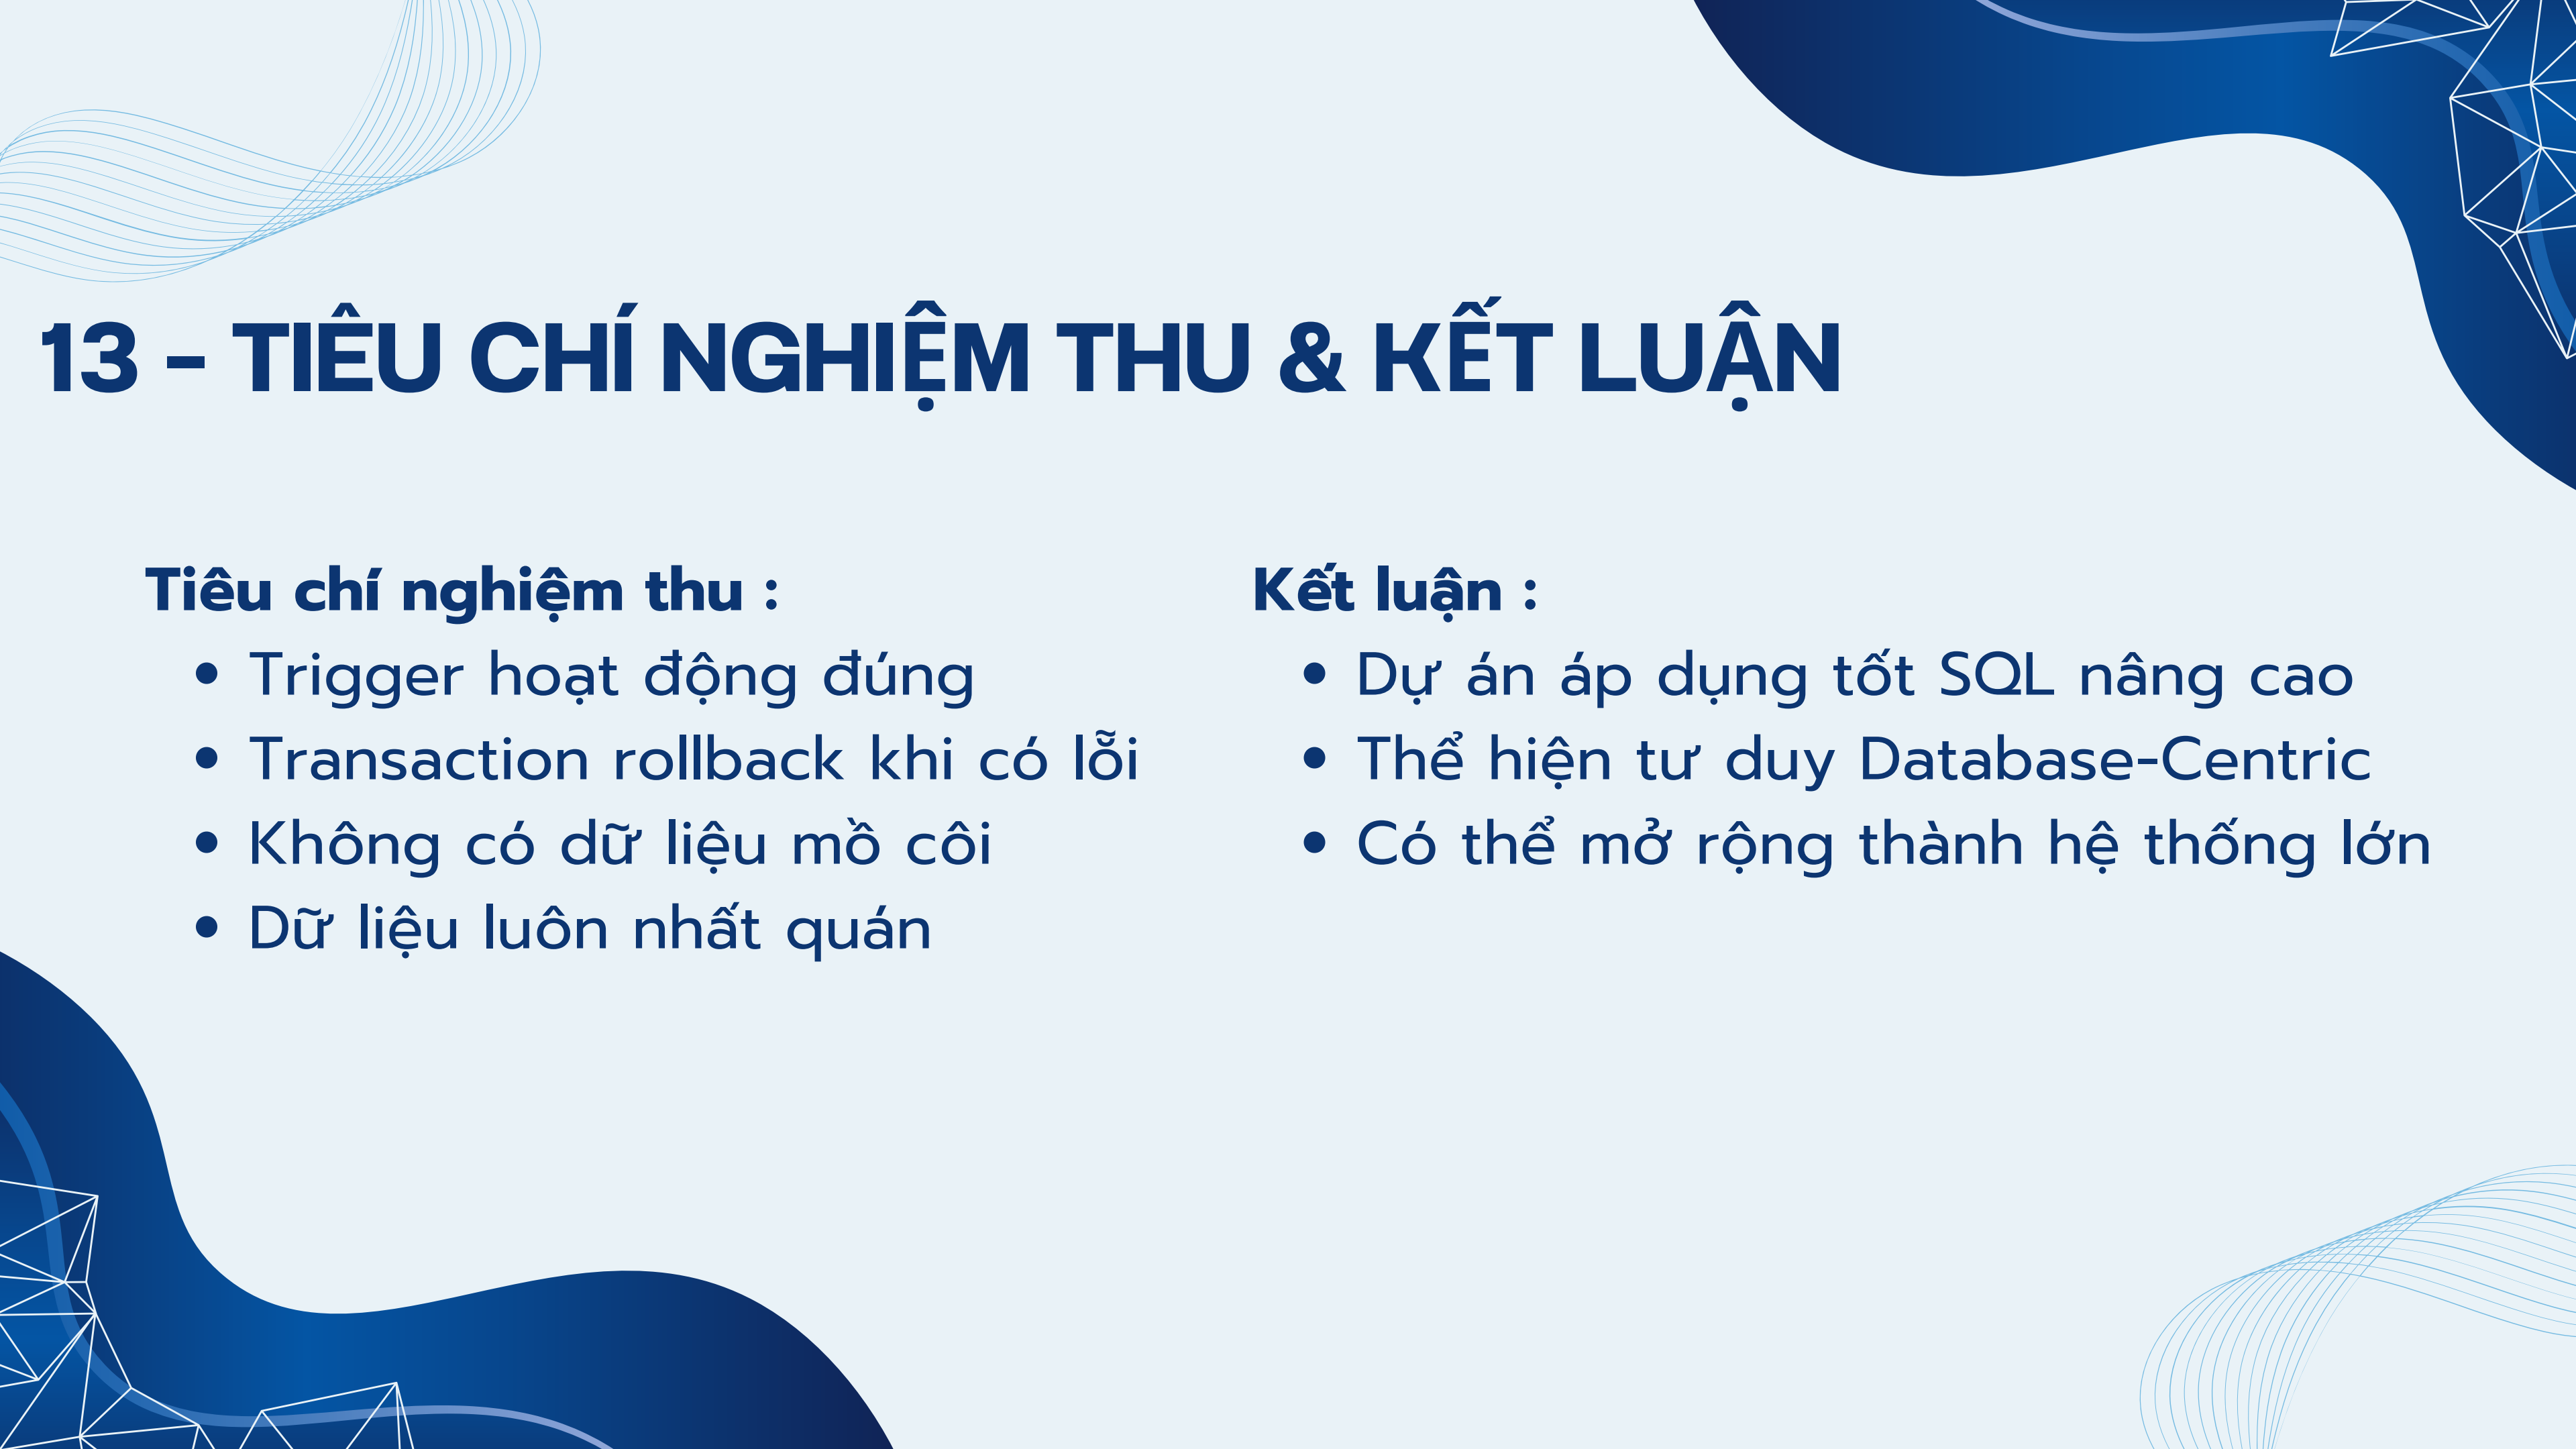 13 - TIÊU CHÍ NGHIỆM THU & KẾT LUẬN
Tiêu chí nghiệm thu :
• Trigger hoạt động đúng
• Transaction rollback khi có lỗi
• Không có dữ liệu mồ côi
• Dữ liệu luôn nhất quán
Kết luận :
• Dự án áp dụng tốt SQL nâng cao
• Thể hiện tư duy Database-Centric
• Có thể mở rộng thành hệ thống lớn